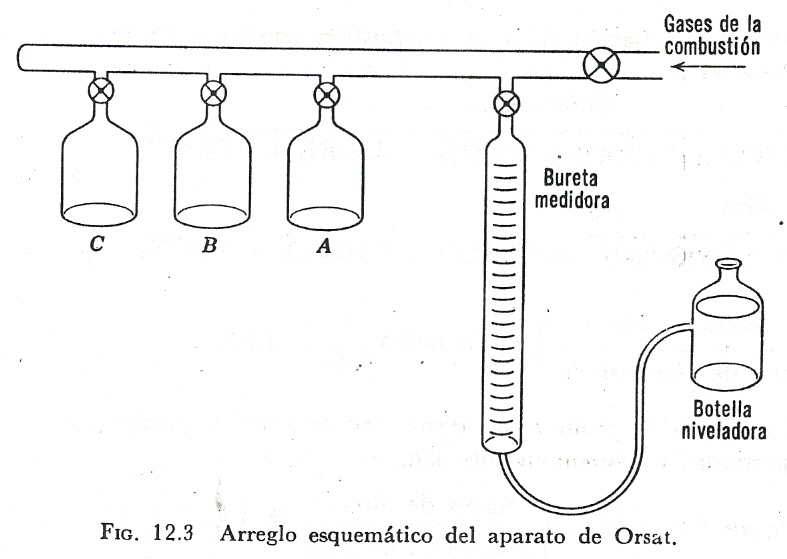 Gases de la
combustión
Bureta
medidora
C
B
A
Botella
niveladora
FIG. 12.3 Arreglo esquemático del aparato de Orsat.